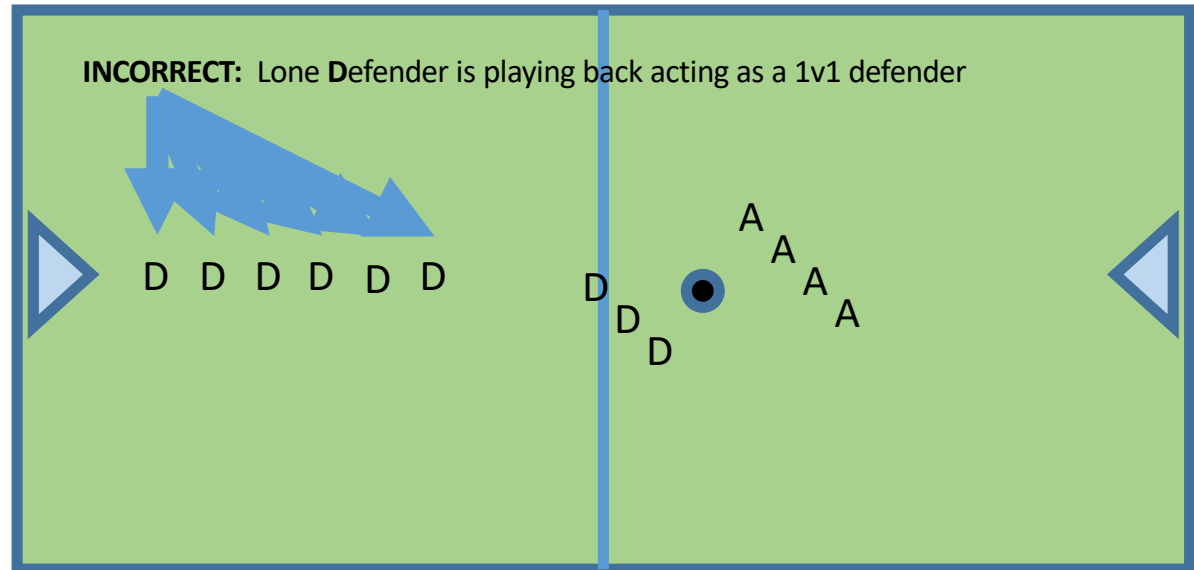 INCORRECT: Lone Defender is playing back acting as a 1v1 defender
A
A
D D D D D D
D
A
D
A
D